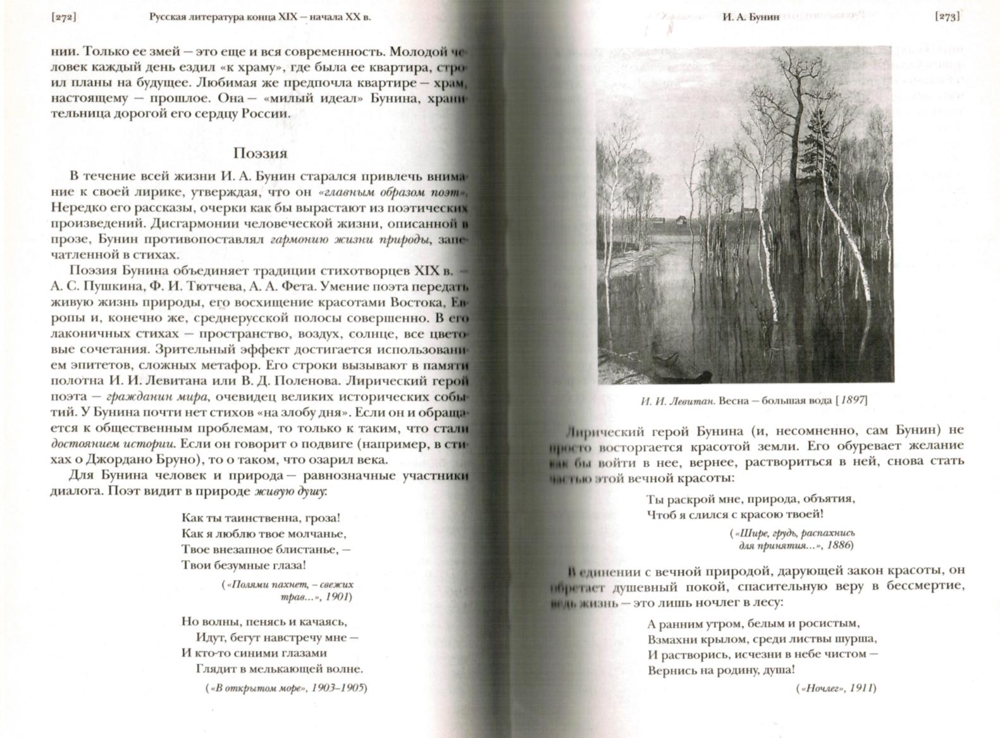 [272]
Русская литература конца XIX – начала XX в.
нии. Только ее змей – это еще и вся современность. Молодой че-
ловек каждый день ездил «к храму», где была ее квартира, стро-
ил планы на будущее. Любимая же предпочла квартире – храм,
настоящему – прошлое. Она – «милый идеал» Бунина, храни-
тельница дорогой его сердцу России.
Поэзия
В течение всей жизни И. А. Бунин старался привлечь внима-
ние к своей лирике, утверждая, что он «главным образом поэт».
Нередко его рассказы, очерки как бы вырастают из поэтических
произведений. Дисгармонии человеческой жизни, описанной в
прозе, Бунин противопоставлял гармонию жизни природы, запе-
чатленной в стихах.
Поэзия Бунина объединяет традиции стихотворцев XIX в. –
А. С. Пушкина, Ф. И. Тютчева, А. А. Фета. Умение поэта передать
живую жизнь природы, его восхищение красотами Востока, Ев-
ропы и, конечно же, среднерусской полосы совершенно. В его
лаконичных стихах – пространство, воздух, солнце, все цвето-
вые сочетания. Зрительный эффект достигается использовани-
ем эпитетов, сложных метафор. Его строки вызывают в памяти
полотна И. И. Левитана или В. Д. Поленова. Лирический герой
поэта – гражданин мира, очевидец великих исторических собы-
тий. У Бунина почти нет стихов «на злобу дня». Если он и обраща-
ется к общественным проблемам, то только к таким, что стали
достоянием истории. Если он говорит о подвиге (например, в сти-
хах о Джордано Бруно), то о таком, что озарил века.
Для Бунина человек и природа – равнозначные участники
диалога. Поэт видит в природе живую душу:
Как ты таинственна, гроза!
Как я люблю твое молчанье,
Твое внезапное блистанье, –
Твои безумные глаза!
(«Полями пахнет, – свежих
трав...», 1901)
Но волны, пенясь и качаясь,
Идут, бегут навстречу мне –
И кто-то синими глазами
Глядит в мелькающей волне.
(«В открытом море», 1903–1905)
И. А. Бунин
[273]
И. И. Левитан. Весна – большая вода [1897]
Лирический герой Бунина (и, несомненно, сам Бунин) не
просто восторгается красотой земли. Его обуревает желание
как бы войти в нее, вернее, раствориться в ней, снова стать
частью этой вечной красоты:
Ты раскрой мне, природа, объятия,
Чтоб я слился с красою твоей!
(«Шире, грудь, распахнись
для принятия...», 1886)
В единении с вечной природой, дарующей закон красоты, он
обретает душевный покой, спасительную веру в бессмертие,
ведь жизнь – это лишь ночлег в лесу:
А ранним утром, белым и росистым,
Взмахни крылом, среди листвы шурша,
И растворись, исчезни в небе чистом –
Вернись на родину, душа!
(«Ночлег», 1911)